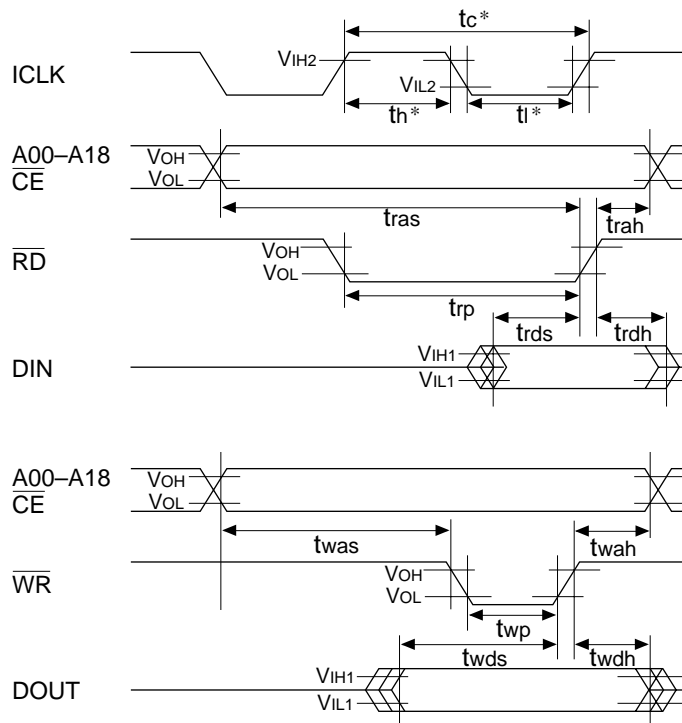 tc*
ICLK
VIH2
VIL2
th*
tl*
A00–A18
CE
VOH
VOL
tras
trah
RD
VOH
VOL
trp
trds
trdh
DIN
VIH1
VIL1
A00–A18
CE
VOH
VOL
twas
twah
WR
VOH
VOL
twp
twds
twdh
DOUT
VIH1
VIL1